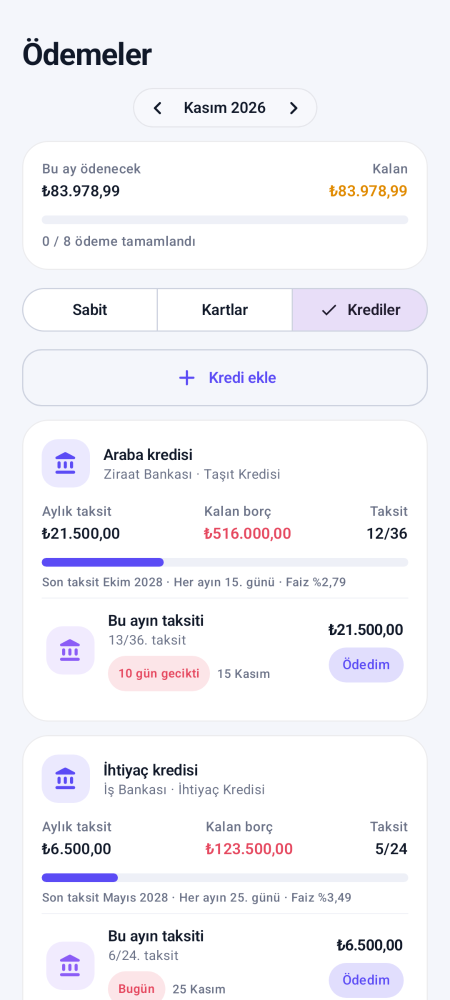 Ödemeler
Kasım 2026
Bu ay ödenecek Kalan
₺83.978,99 ₺83.978,99
0 / 8 ödeme tamamlandı
Sabit Kartlar Krediler
Kredi ekle
Araba kredisi
Ziraat Bankası · Taşıt Kredisi
Aylık taksit Kalan borç Taksit
₺21.500,00 ₺516.000,00 12/36
Son taksit Ekim 2028 · Her ayın 15. günü · Faiz %2,79
Bu ayın taksiti
13/36. taksit
₺21.500,00
10 gün gecikti 15 Kasım
Ödedim
İhtiyaç kredisi
İş Bankası · İhtiyaç Kredisi
Aylık taksit Kalan borç Taksit
₺6.500,00 ₺123.500,00 5/24
Son taksit Mayıs 2028 · Her ayın 25. günü · Faiz %3,49
Bu ayın taksiti
6/24. taksit
₺6.500,00
Bugün 25 Kasım
Ödedim